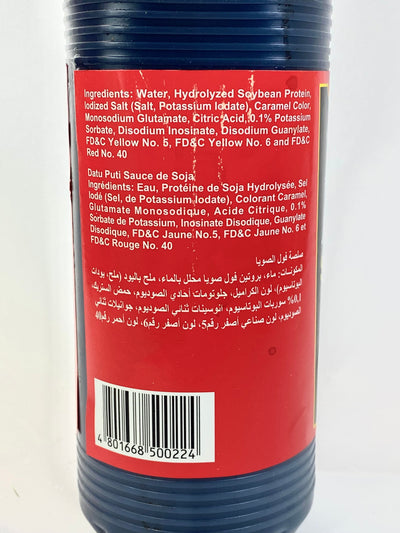 Ingredients: Water, Hydrolyzed Soybean Protein,
Iodized Salt (Salt, Potassium Iodate), Caramel Color,
Monosodium Glutamate, Citric Acid, 0.1% Potassium
Sorbate, Disodium Inosinate, Disodium Guanylate,
FD&C Yellow No. 5, FD&C Yellow No. 6 and FD&C
Red No. 40
Datu Puti Sauce de Soja
Ingrédients: Eau, Protéine de Soja Hydrolysée, Sel
Iodé (Sel, de Potassium Iodate), Colorant Caramel,
Glutamate Monosodique, Acide Citrique, 0.1%
Sorbate de Potassium, Inosinate Disodique, Guanylate
Disodique, FD&C Jaune No.5, FD&C Jaune No. 6 et
FD&C Rouge No. 40
صلصة فول الصويا
المكونات: ماء، بروتين فول صويا محلل بالماء، ملح باليود (ملح، يودات
البوتاسيوم)، لون الكراميل، جلوتومات أحادي الصوديوم، حمض الستريك،
0,1% سوربات البوتاسيوم، أنوسينات ثنائي الصوديوم، جوانيلات ثنائي
الصوديوم، لون صناعي أصفر رقم5، لون أصفر رقم6، لون أحمر رقم40
4 801668 500224